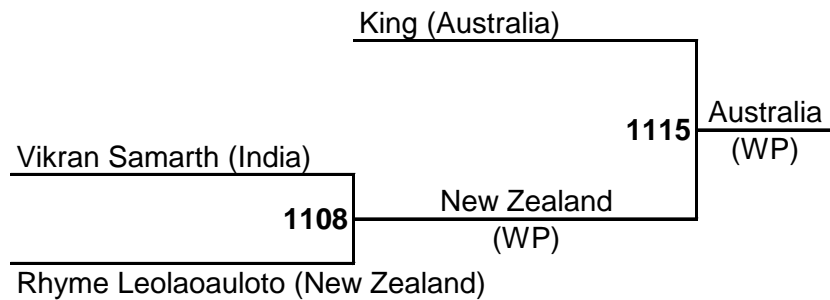 King (Australia)
1115
Australia
(WP)
Vikran Samarth (India)
1108
New Zealand
(WP)
Rhyme Leolaoauloto (New Zealand)